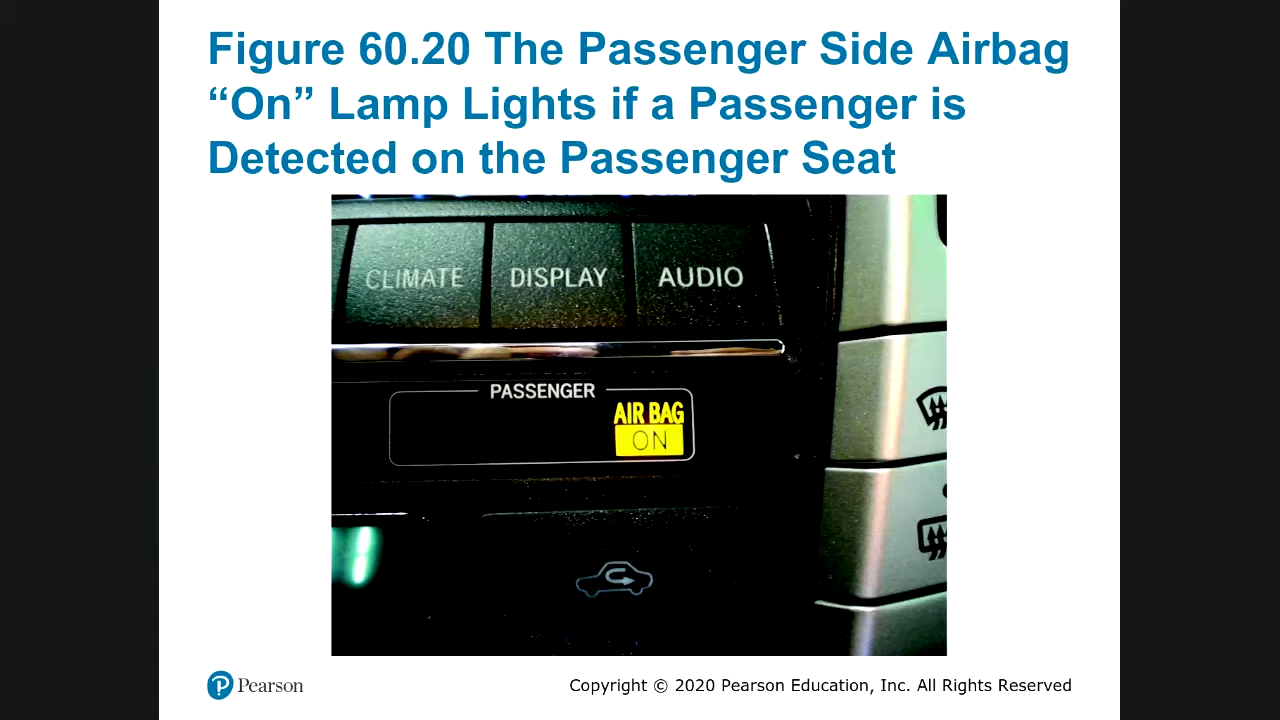 Figure 60.20 The Passenger Side Airbag
“On” Lamp Lights if a Passenger is
Detected on the Passenger Seat
CLIMATE DISPLAY AUDIO
PASSENGER
AIR BAG
ON
Pearson
Copyright © 2020 Pearson Education, Inc. All Rights Reserved